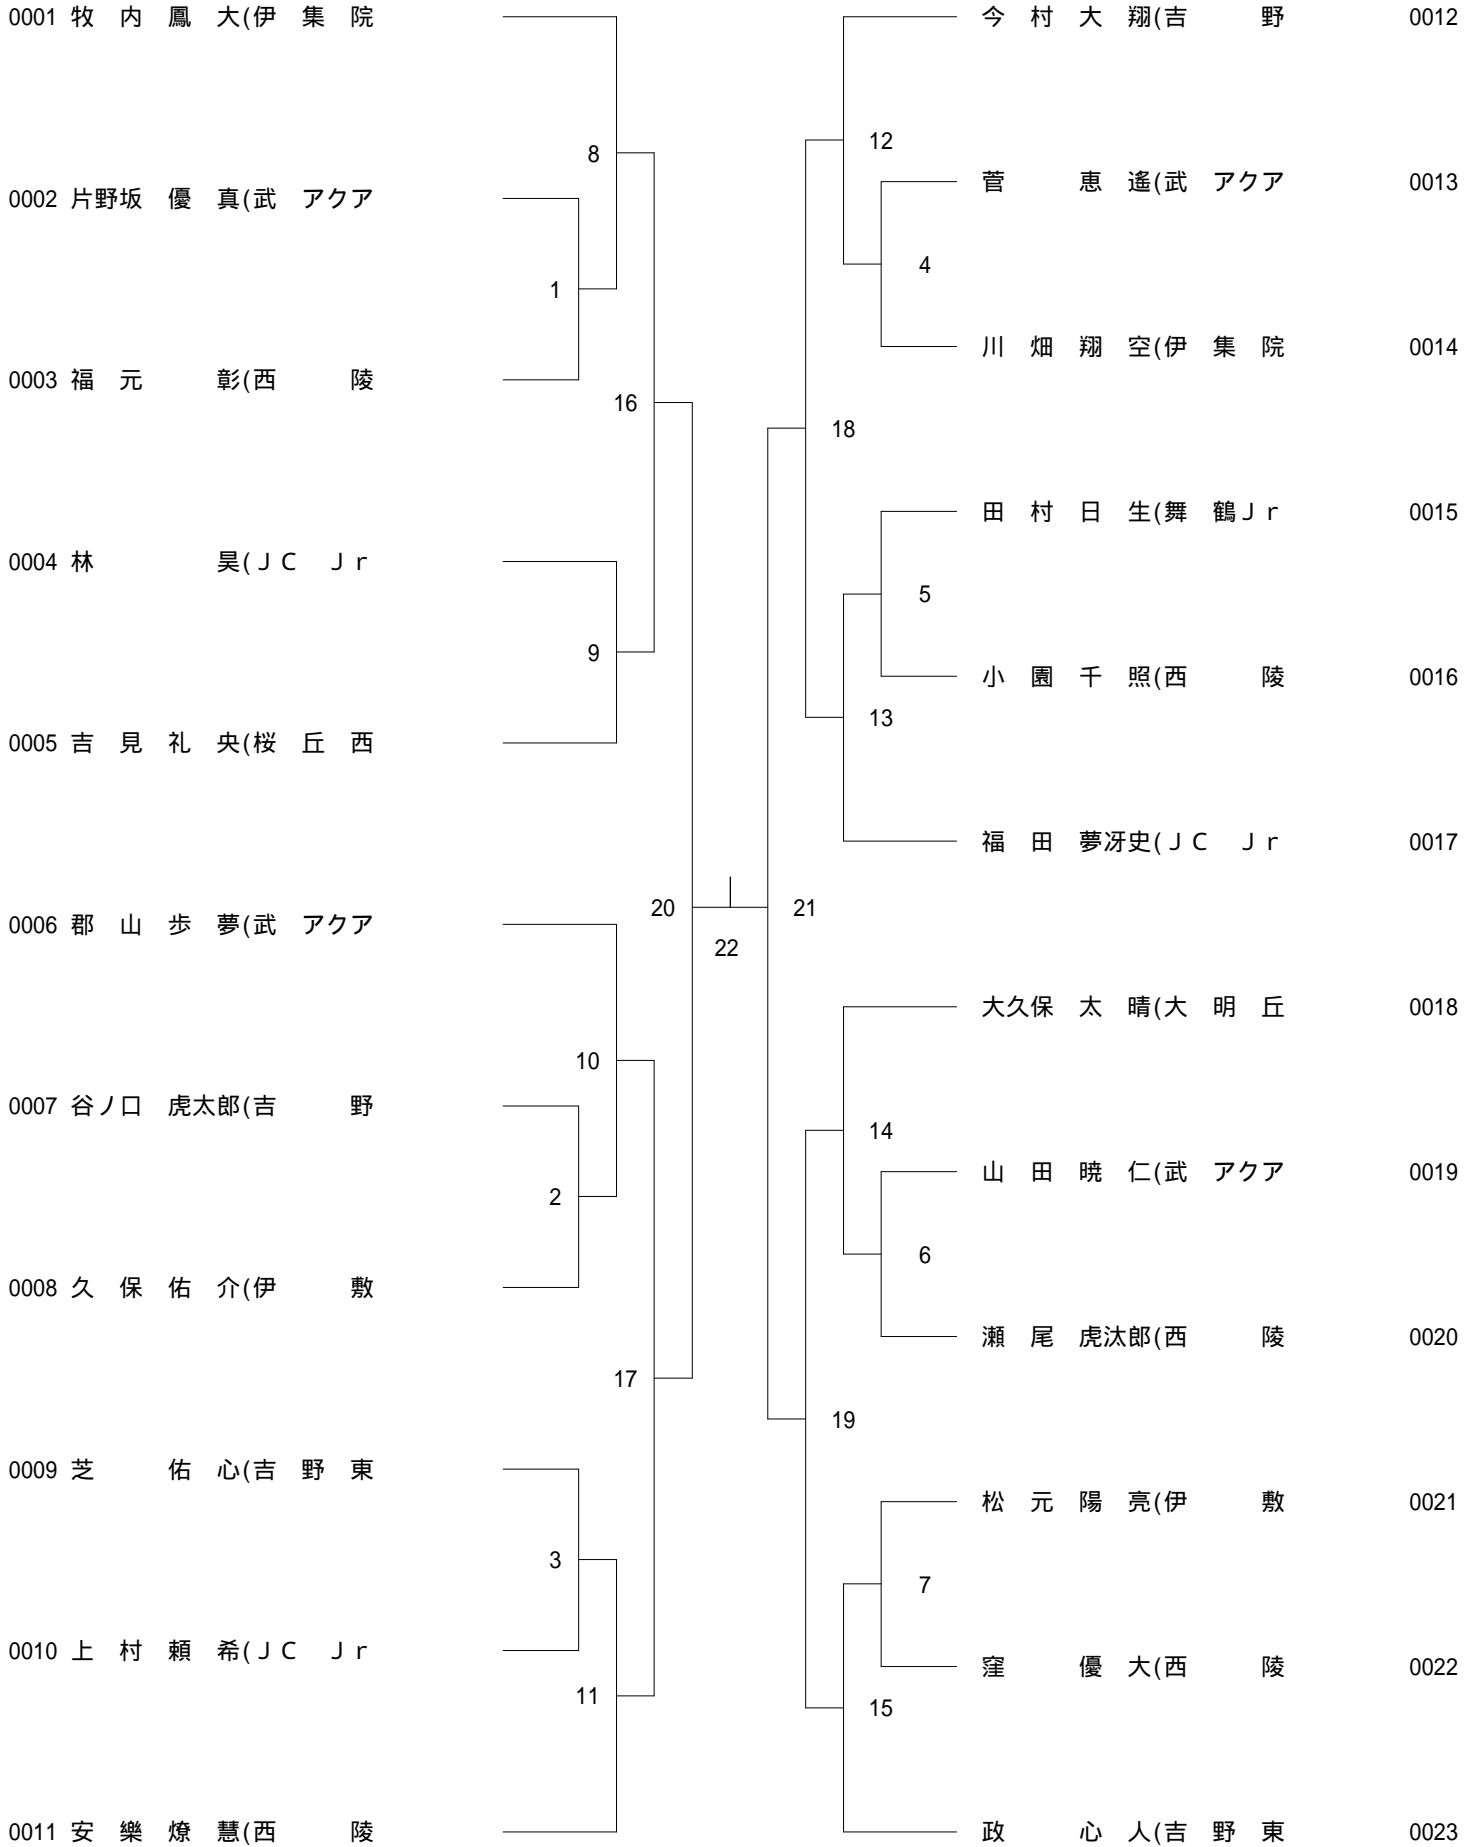 0001 牧　内　鳳　大(伊　集　院
0002 片野坂　優　真(武　アクア
0003 福　元　　　彰(西　　　陵
0004 林　　　　　昊(ＪＣ　Ｊｒ
0005 吉　見　礼　央(桜　丘　西
0006 郡　山　歩　夢(武　アクア
0007 谷ノ口　虎太郎(吉　　　野
0008 久　保　佑　介(伊　　　敷
0009 芝　　　佑　心(吉　野　東
0010 上　村　頼　希(ＪＣ　Ｊｒ
0011 安　樂　燎　慧(西　　　陵
8
1
16
9
20
10
2
17
3
11
22
今　村　大　翔(吉　　　野 0012
菅　　　恵　遙(武　アクア 0013
川　畑　翔　空(伊　集　院 0014
田　村　日　生(舞　鶴Ｊｒ 0015
小　園　千　照(西　　　陵 0016
福　田　夢冴史(ＪＣ　Ｊｒ 0017
大久保　太　晴(大　明　丘 0018
山　田　暁　仁(武　アクア 0019
瀬　尾　虎汰郎(西　　　陵 0020
松　元　陽　亮(伊　　　敷 0021
窪　　　優　大(西　　　陵 0022
政　　　心　人(吉　野　東 0023
12
4
18
5
13
21
14
6
19
7
15